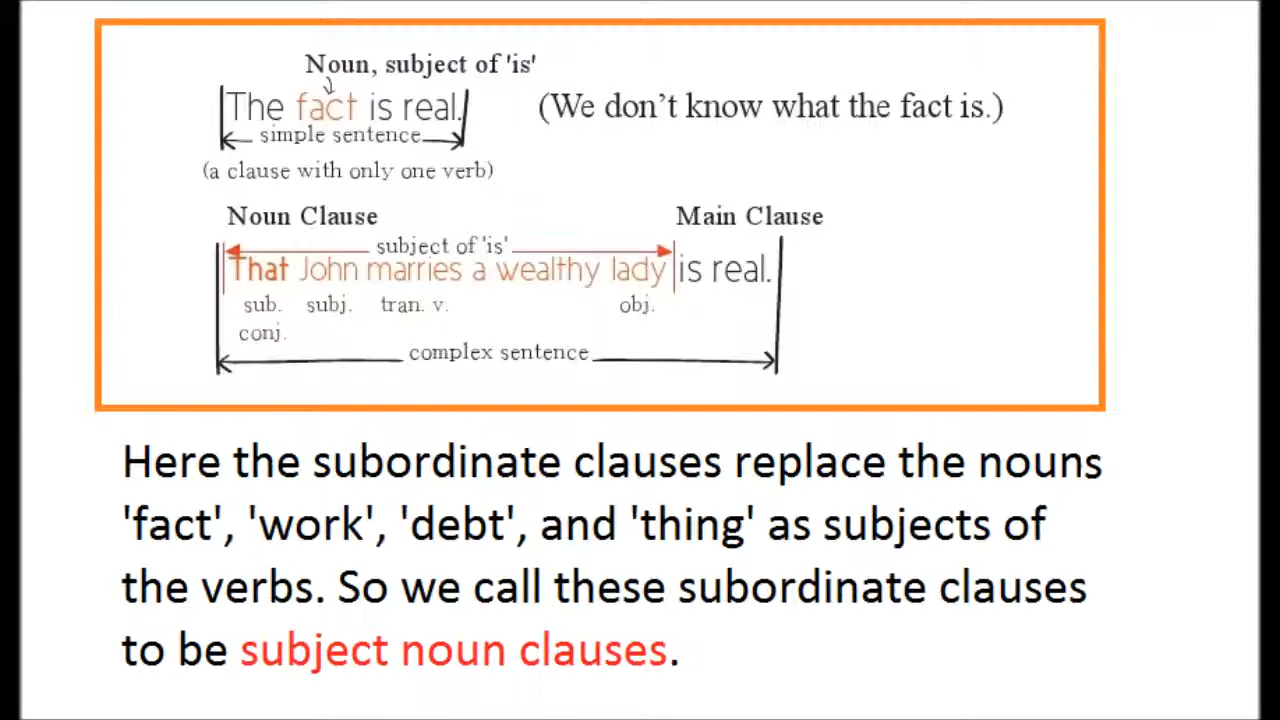 Noun, subject of 'is'
The fact is real.
(We don't know what the fact is.)
simple sentence
(a clause with only one verb)
Noun Clause
Main Clause
subject of 'is'
That John marries a wealthy lady is real.
sub. subj. tran. v. obj.
conj.
complex sentence
Here the subordinate clauses replace the nouns
'fact', 'work', 'debt', and 'thing' as subjects of
the verbs. So we call these subordinate clauses
to be subject noun clauses.